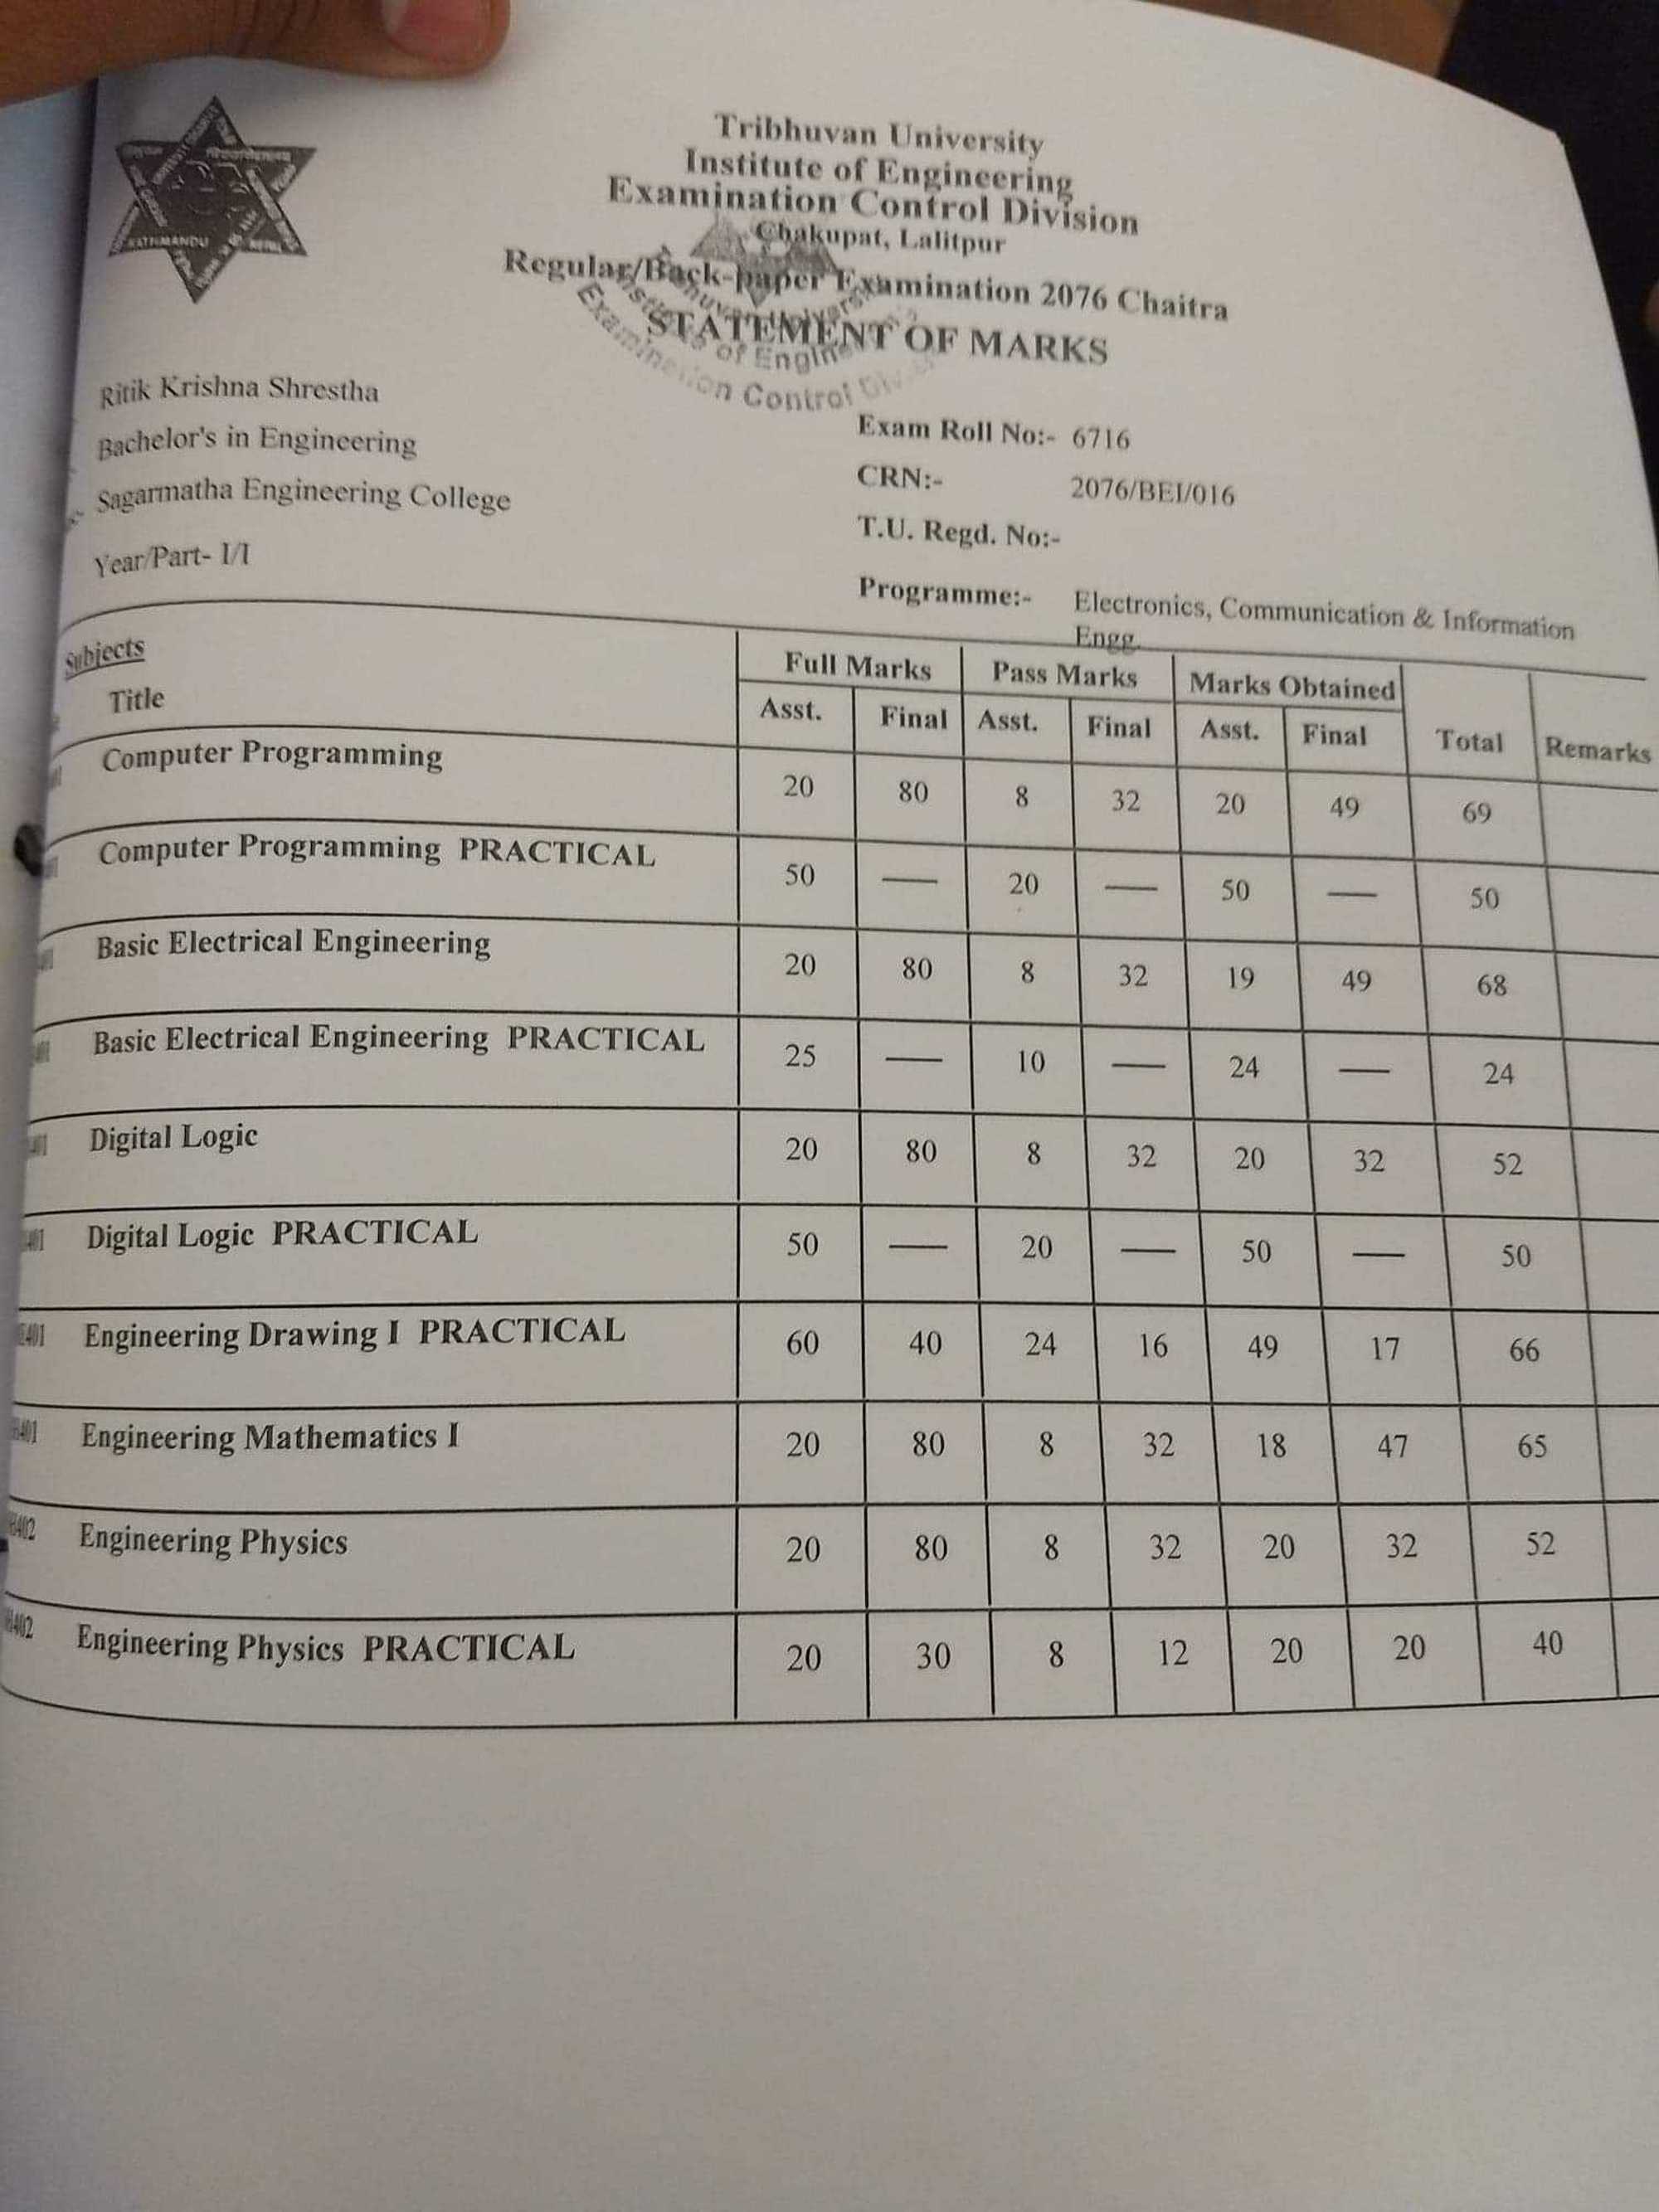 KATHMANDU
Tribhuvan University
Institute of Engineering
Examination Control Division
Chakupat, Lalitpur
Regular/Back-paper Examination 2076 Chaitra
STATEMENT OF MARKS
Examination Control
Ritik Krishna Shrestha
Bachelor's in Engineering
Sagarmatha Engineering College
Year/Part- I/I
Exam Roll No:- 6716
CRN:- 2076/BEI/016
T.U. Regd. No:-
Programme:- Electronics, Communication & Information
Engg.
Subjects Full Marks Pass Marks Marks Obtained
Title Asst. Final Asst. Final Asst. Final Total Remarks
Computer Programming 20 80 8 32 20 49 69
Computer Programming PRACTICAL 50 — 20 — 50 — 50
Basic Electrical Engineering 20 80 8 32 19 49 68
Basic Electrical Engineering PRACTICAL 25 — 10 — 24 — 24
Digital Logic 20 80 8 32 20 32 52
Digital Logic PRACTICAL 50 — 20 — 50 — 50
Engineering Drawing I PRACTICAL 60 40 24 16 49 17 66
Engineering Mathematics I 20 80 8 32 18 47 65
Engineering Physics 20 80 8 32 20 32 52
Engineering Physics PRACTICAL 20 30 8 12 20 20 40